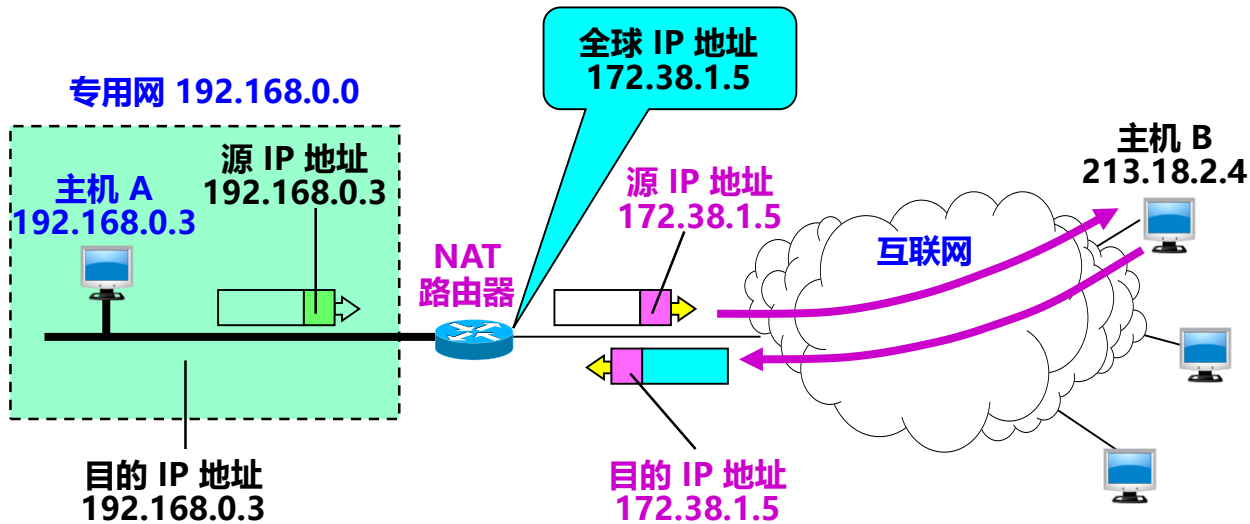 全球 IP 地址
172.38.1.5
专用网 192.168.0.0
源 IP 地址
192.168.0.3
主机 A
192.168.0.3
源 IP 地址
172.38.1.5
主机 B
213.18.2.4
互联网
NAT
路由器
目的 IP 地址
192.168.0.3
目的 IP 地址
172.38.1.5